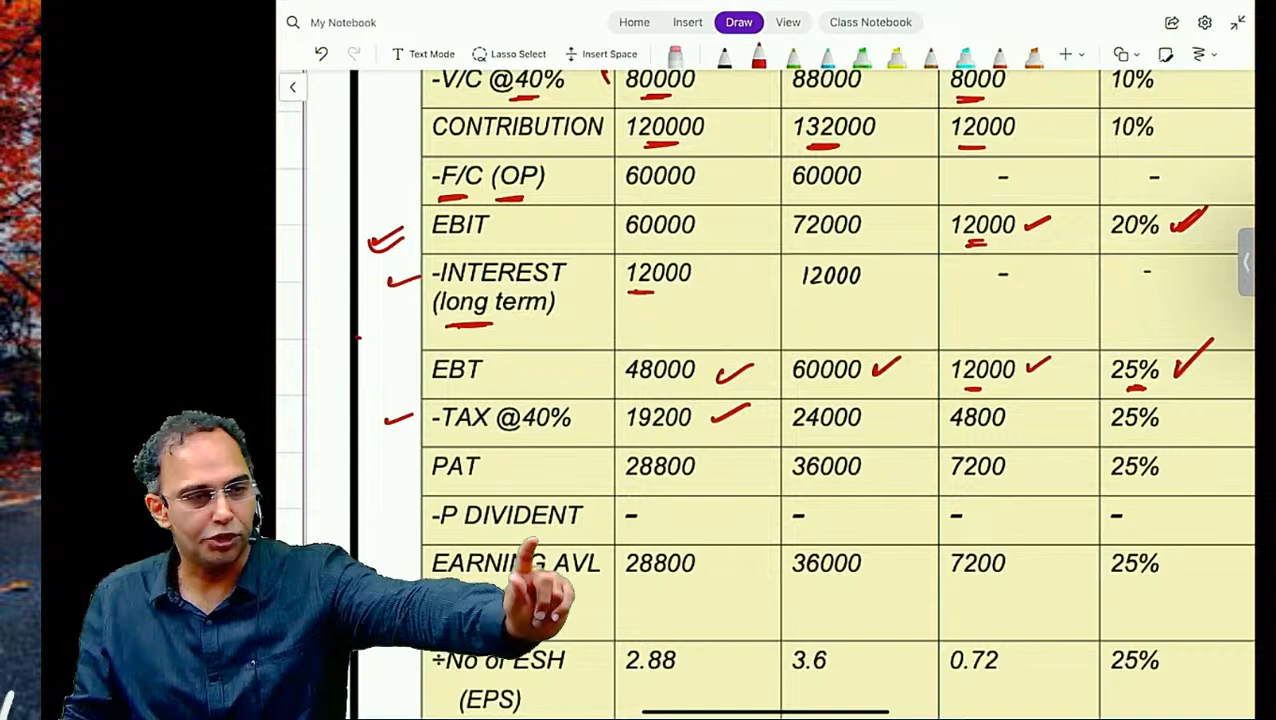 My Notebook
Home Insert Draw View Class Notebook
Text Mode Lasso Select Insert Space
-V/C @40% 80000 88000 8000 10%
CONTRIBUTION 120000 132000 12000 10%
-F/C (OP) 60000 60000 - -
EBIT 60000 72000 12000 20%
-INTEREST 12000 12000 - -
(long term)
EBT 48000 60000 12000 25%
-TAX @40% 19200 24000 4800 25%
PAT 28800 36000 7200 25%
-P DIVIDENT - - - -
EARNING AVL 28800 36000 7200 25%
÷No of ESH 2.88 3.6 0.72 25%
(EPS)